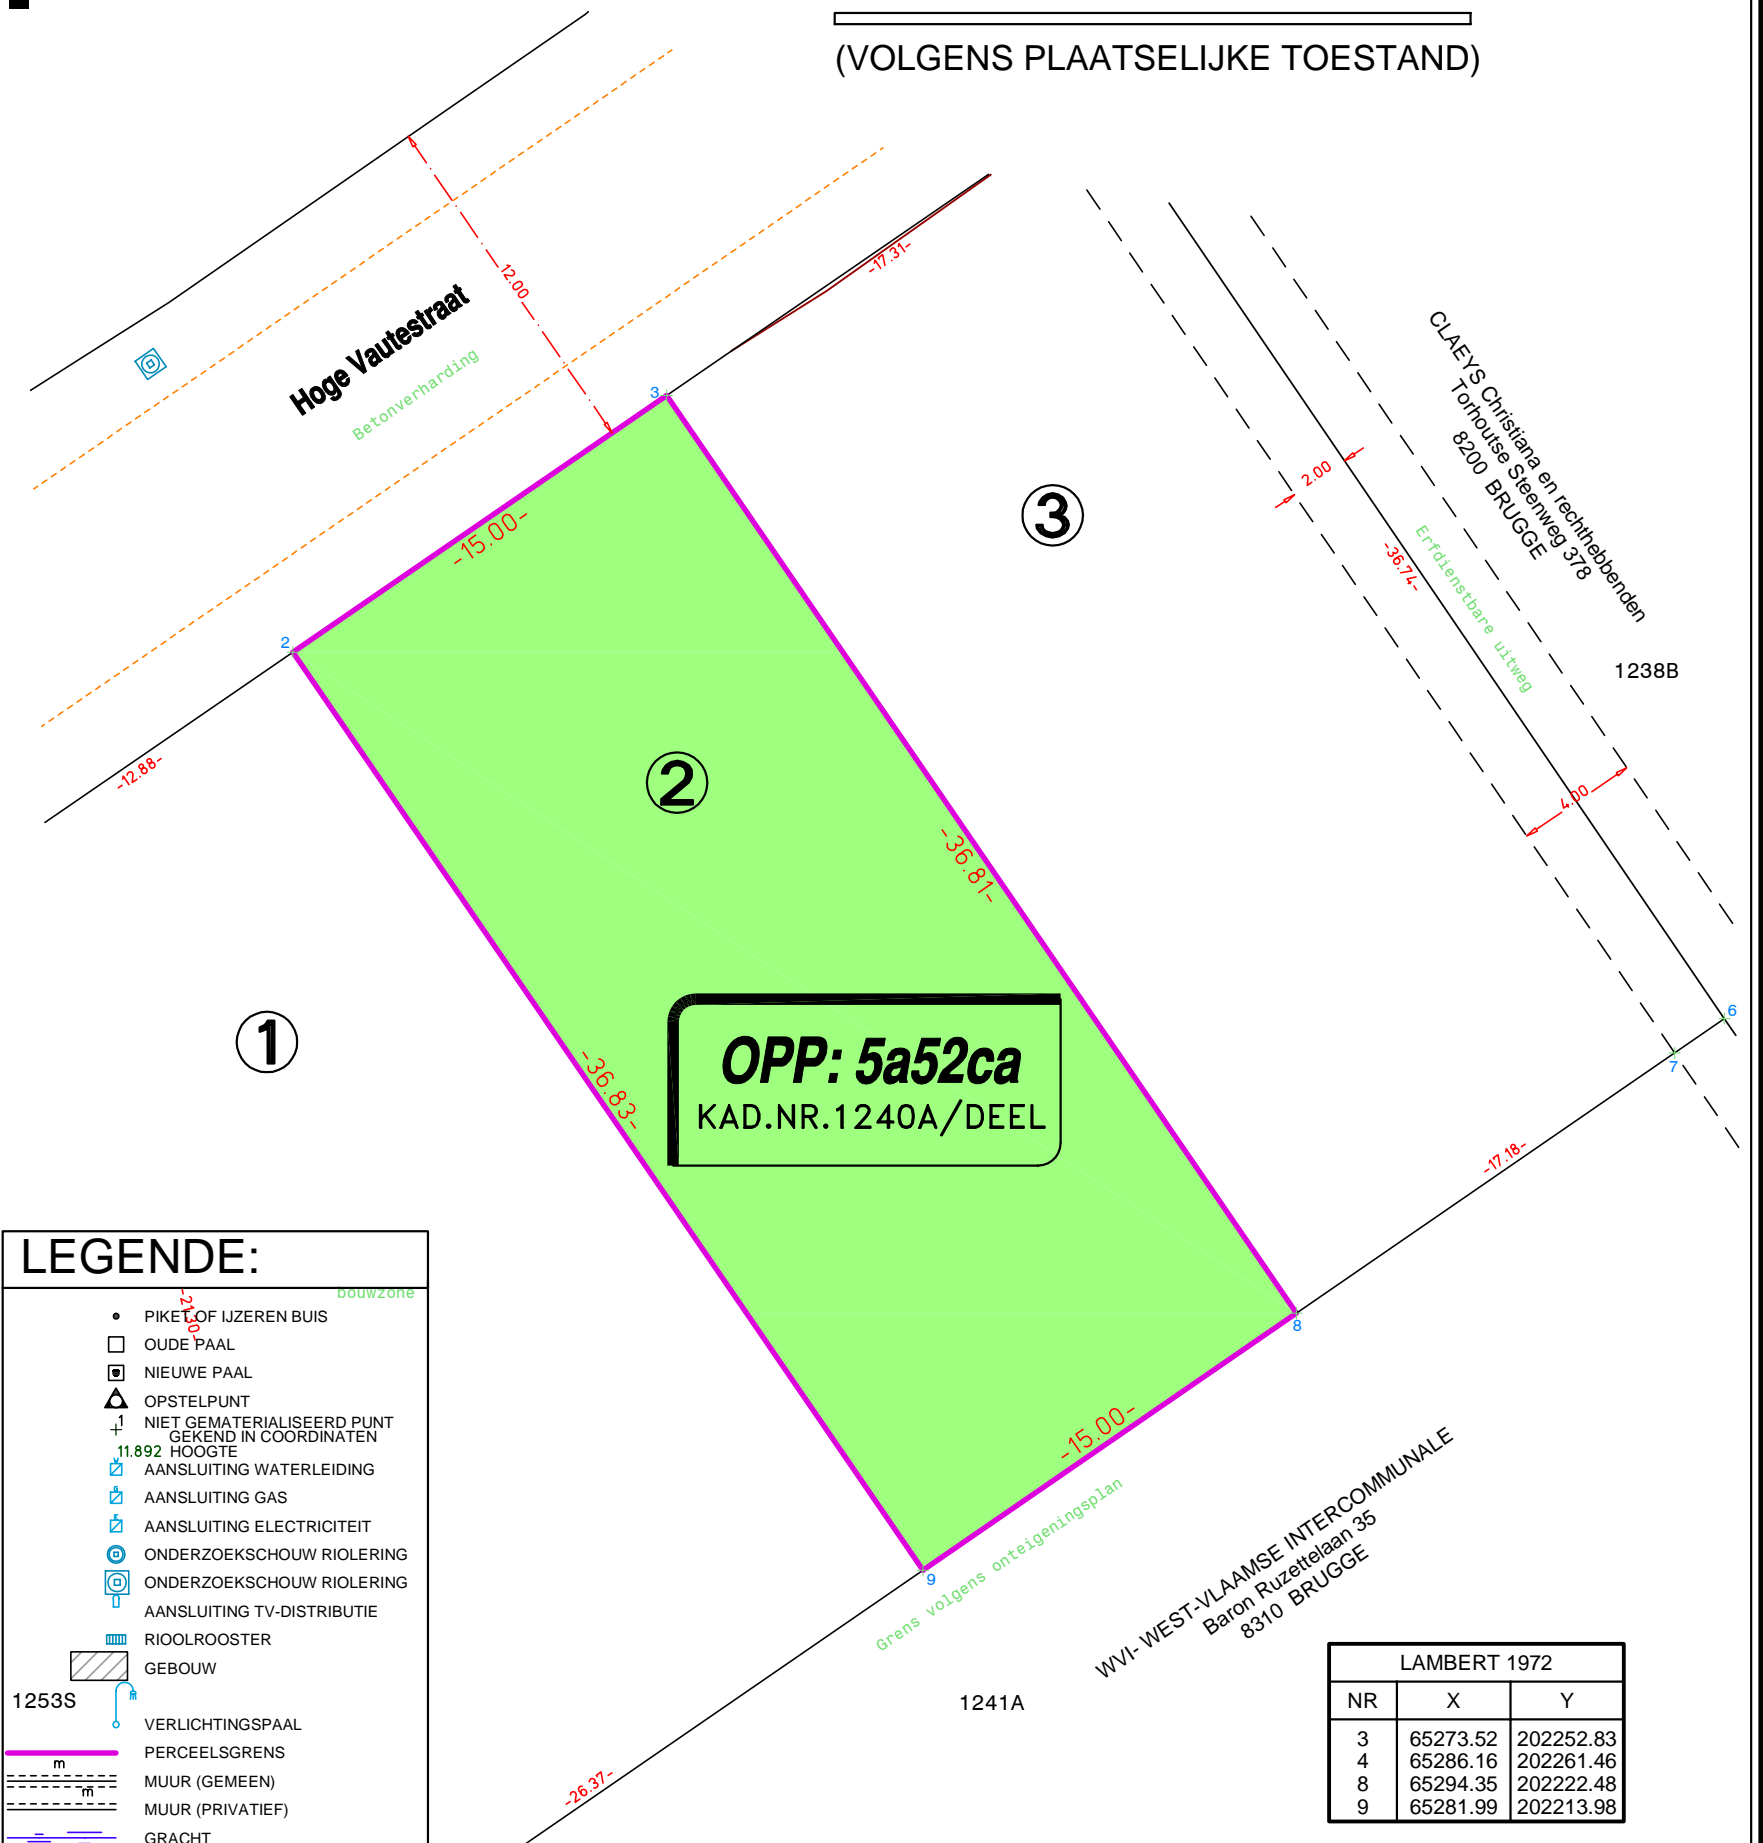 (VOLGENS PLAATSELIJKE TOESTAND)
-17.31-
12.00
Hoge Vautestraat
Betonverharding
3
CLAEYS Christiana en rechthebbenden
Torhoutse Steenweg 378
8200 BRUGGE
2.00
3
-15.00-
-36.74-
Erfdienstbare uitweg
2
1238B
-12.88-
2
4.00
-36.81-
1
6
7
OPP: 5a52ca
KAD.NR.1240A/DEEL
-36.83-
-17.18-
8
-15.00-
9
Grens volgens onteigeningsplan
WVI- WEST-VLAAMSE INTERCOMMUNALE
Baron Ruzettelaan 35
8310 BRUGGE
1241A
-26.37-
LEGENDE:
bouwzone
-21.30-
PIKET OF IJZEREN BUIS
OUDE PAAL
NIEUWE PAAL
OPSTELPUNT
1 NIET GEMATERIALISEERD PUNT
GEKEND IN COORDINATEN
11.892 HOOGTE
AANSLUITING WATERLEIDING
AANSLUITING GAS
AANSLUITING ELECTRICITEIT
ONDERZOEKSCHOUW RIOLERING
ONDERZOEKSCHOUW RIOLERING
AANSLUITING TV-DISTRIBUTIE
RIOOLROOSTER
GEBOUW
1253S
VERLICHTINGSPAAL
PERCEELSGRENS
m
MUUR (GEMEEN)
m
MUUR (PRIVATIEF)
GRACHT
LAMBERT 1972
NR X Y
3 65273.52 202252.83
4 65286.16 202261.46
8 65294.35 202222.48
9 65281.99 202213.98